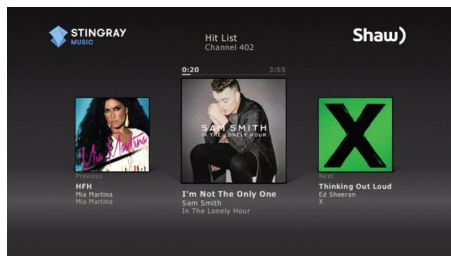 STINGRAY
MUSIC
Hit List
Channel 402
Shaw)
0:20
3:55
Mia Martina
SAM SMITH
IN THE LONELY HOUR
X
Previous
HFH
Mia Martina
Mia Martina
I'm Not The Only One
Sam Smith
In The Lonely Hour
Next
Thinking Out Loud
Ed Sheeran
X